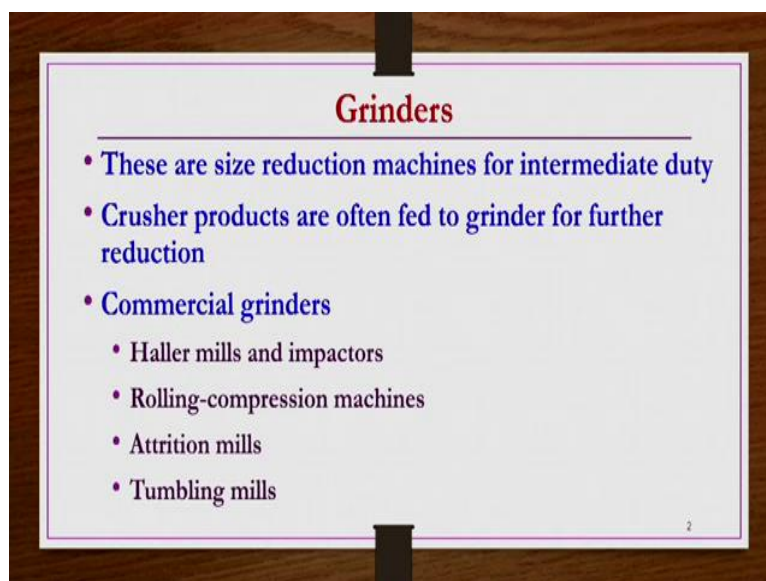 Grinders
• These are size reduction machines for intermediate duty
• Crusher products are often fed to grinder for further
reduction
• Commercial grinders
• Haller mills and impactors
• Rolling-compression machines
• Attrition mills
• Tumbling mills
2